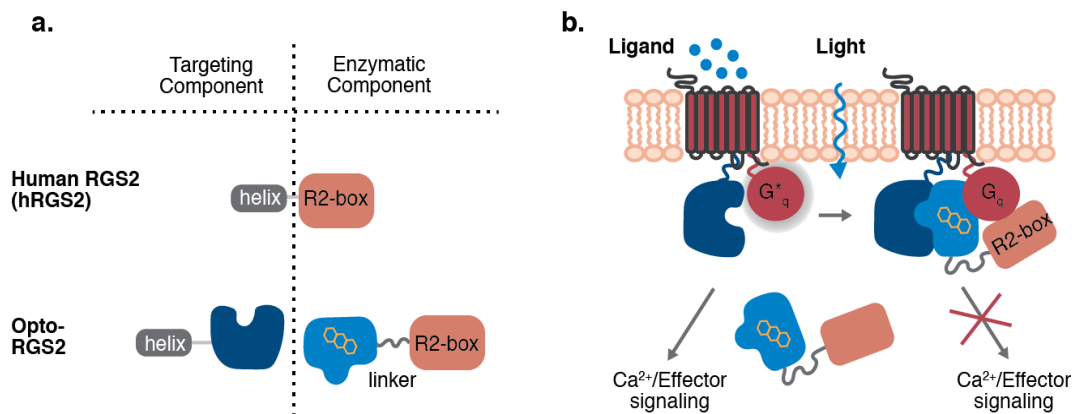 a.
Targeting
Component
Enzymatic
Component
Human RGS2
(hRGS2)
helix
R2-box
Opto-
RGS2
helix
R2-box
linker
b.
Ligand
Light
G*q
Gq
R2-box
Ca²⁺/Effector
signaling
Ca²⁺/Effector
signaling